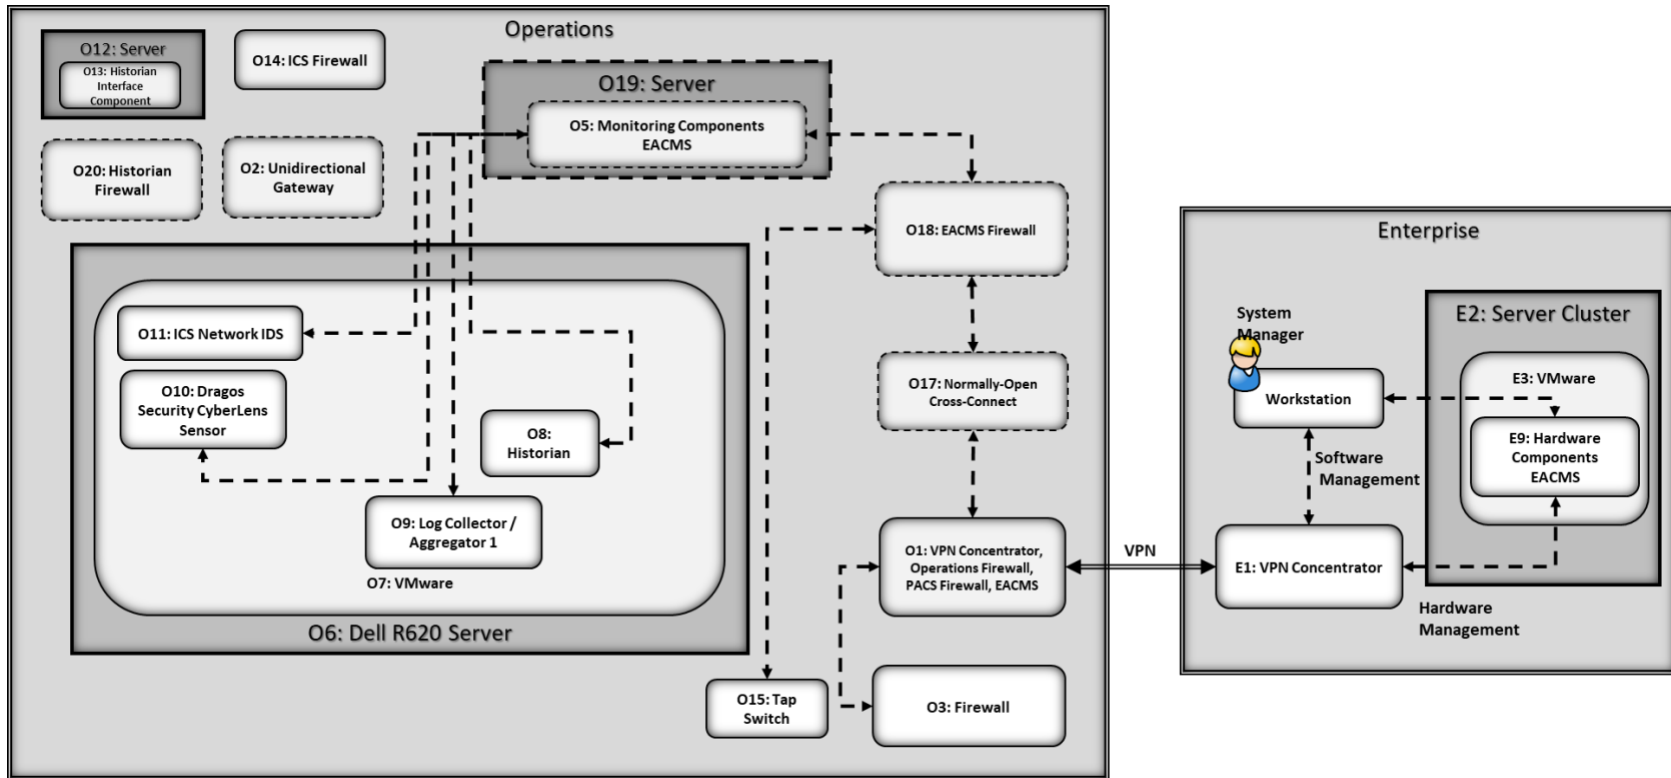 Operations
O12: Server
O13: Historian
Interface
Component
O14: ICS Firewall
O19: Server
O5: Monitoring Components
EACMS
O20: Historian
Firewall
O2: Unidirectional
Gateway
O18: EACMS Firewall
O11: ICS Network IDS
O10: Dragos
Security CyberLens
Sensor
O8:
Historian
O9: Log Collector /
Aggregator 1
O7: VMware
O6: Dell R620 Server
O17: Normally-Open
Cross-Connect
O1: VPN Concentrator,
Operations Firewall,
PACS Firewall, EACMS
O15: Tap
Switch
O3: Firewall
VPN
Enterprise
System
Manager
Workstation
E2: Server Cluster
E3: VMware
E9: Hardware
Components
EACMS
Software
Management
E1: VPN Concentrator
Hardware
Management